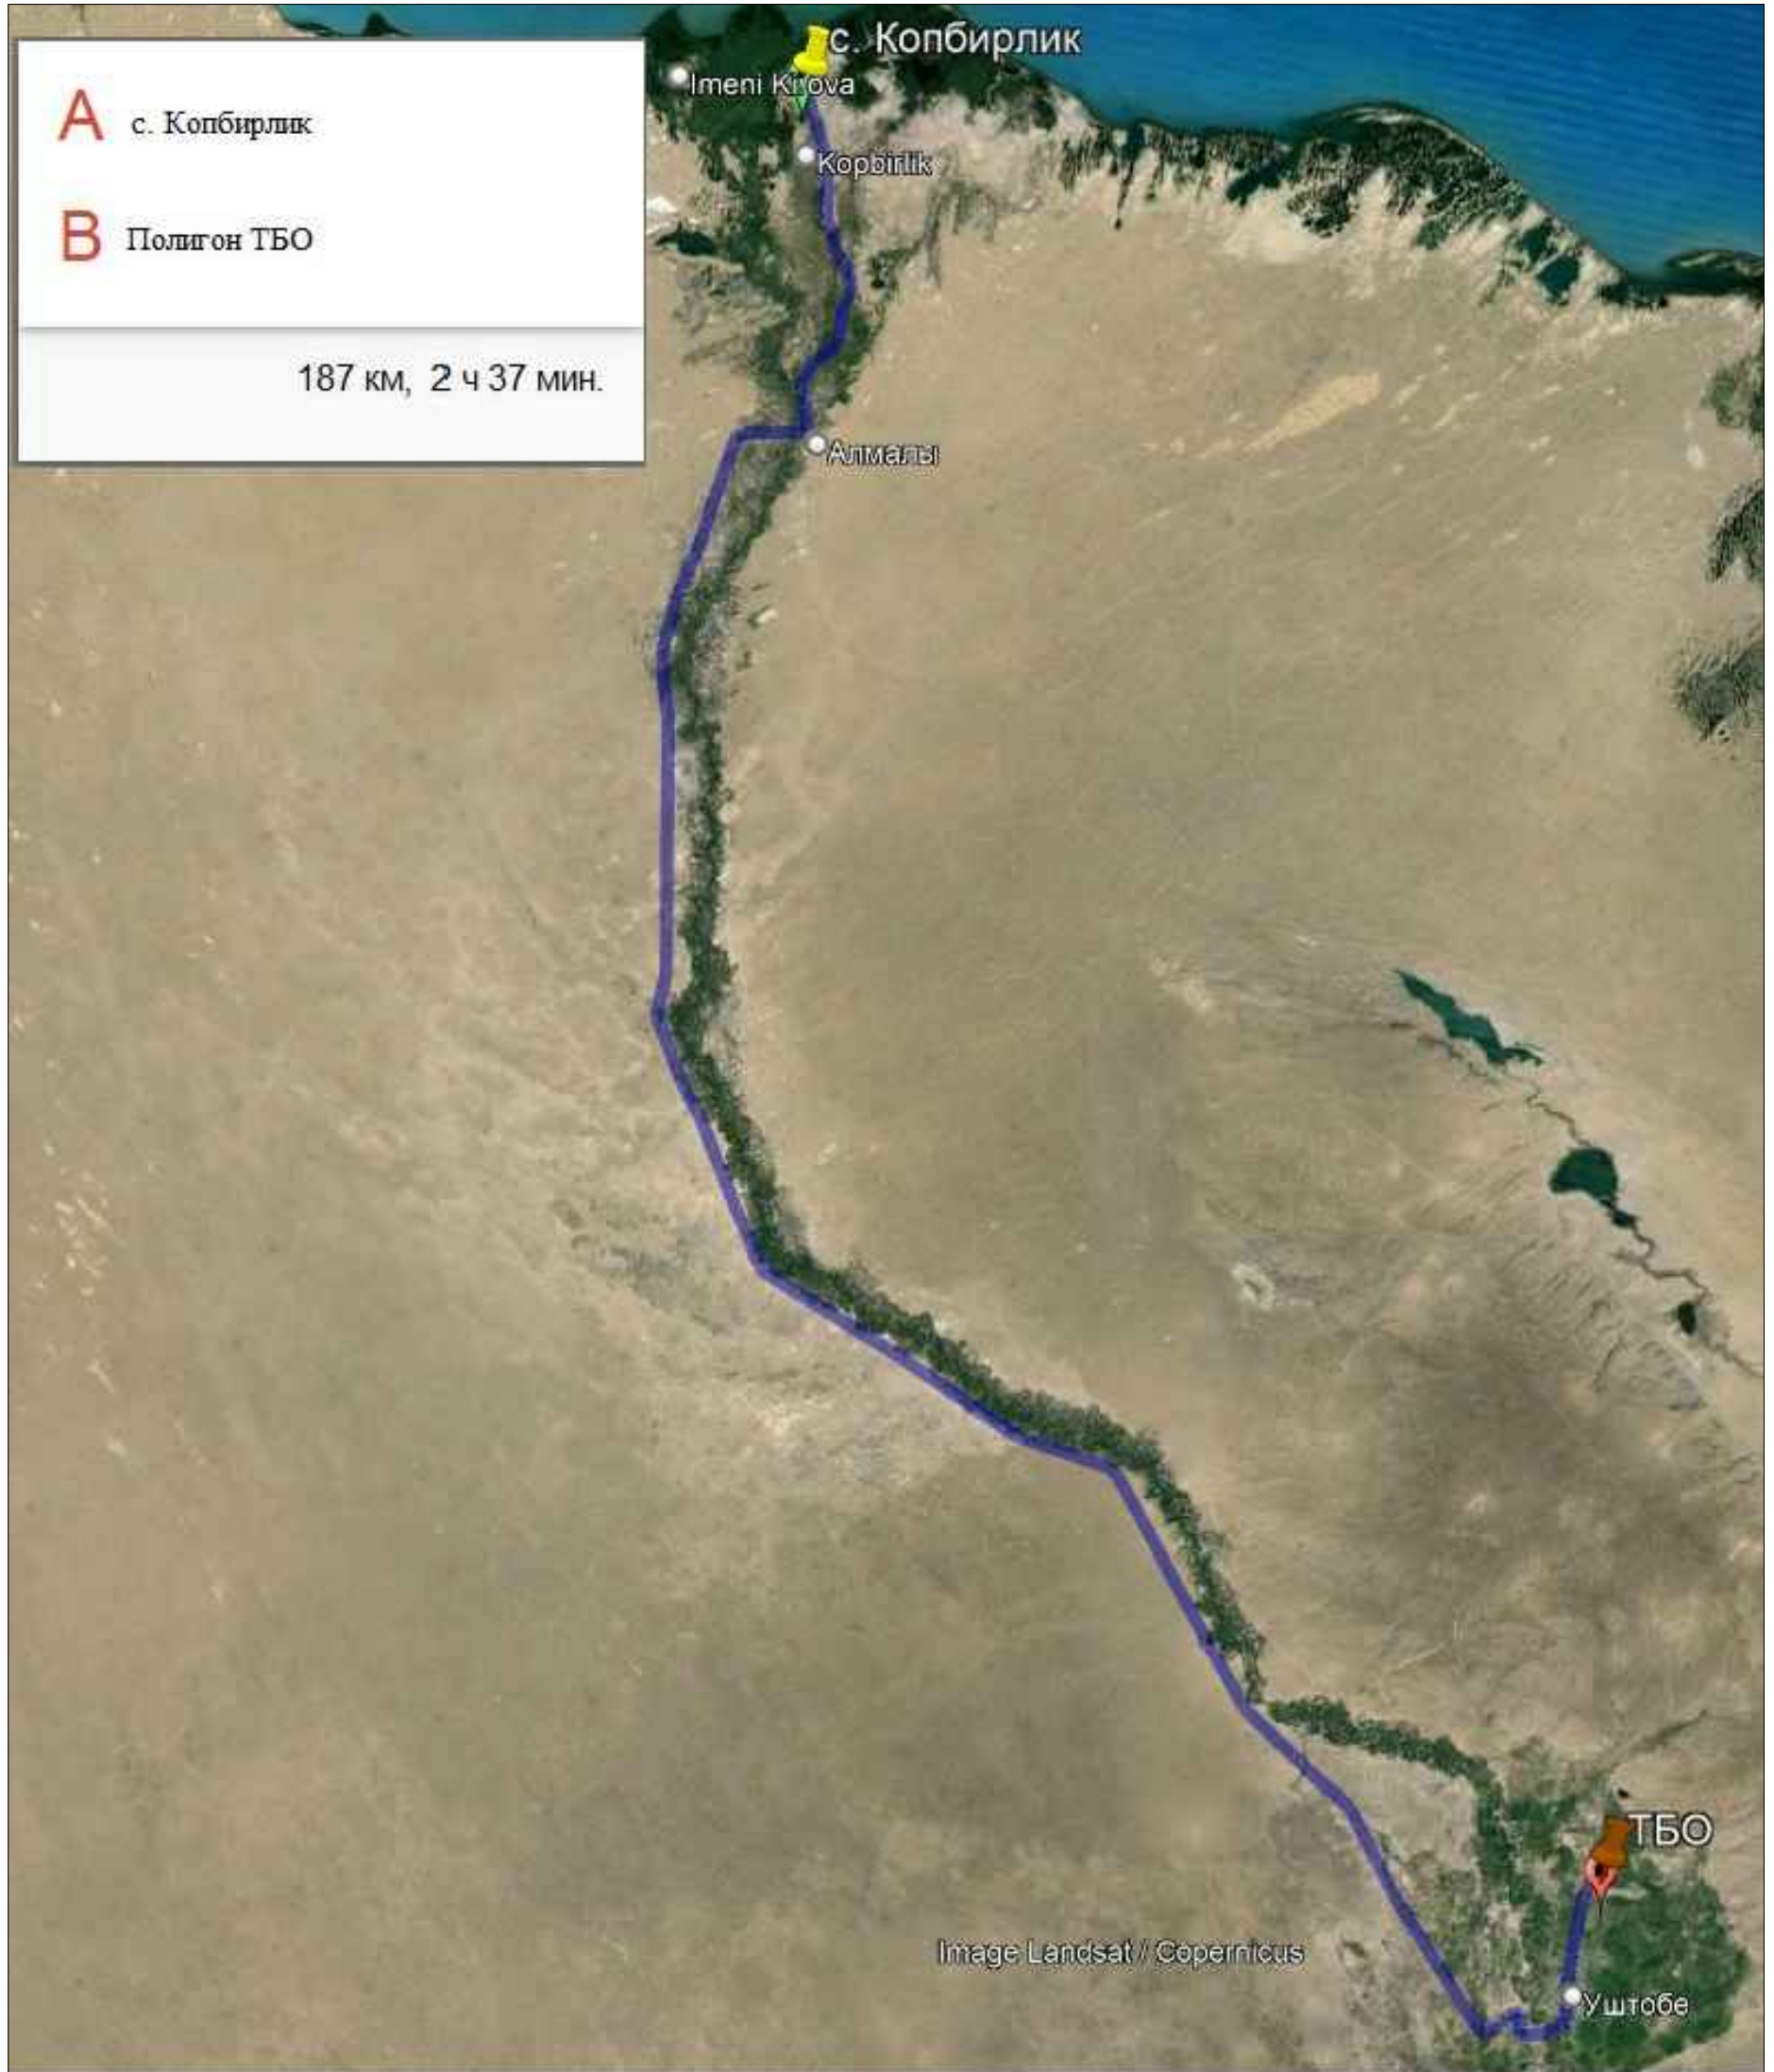 A с. Копбирлик
B Полигон ТБО
187 км, 2 ч 37 мин.
с. Копбирлик
Imeni Kirova
Kopbirlik
Алмалы
ТБО
Image Landsat / Copernicus
Уштобе